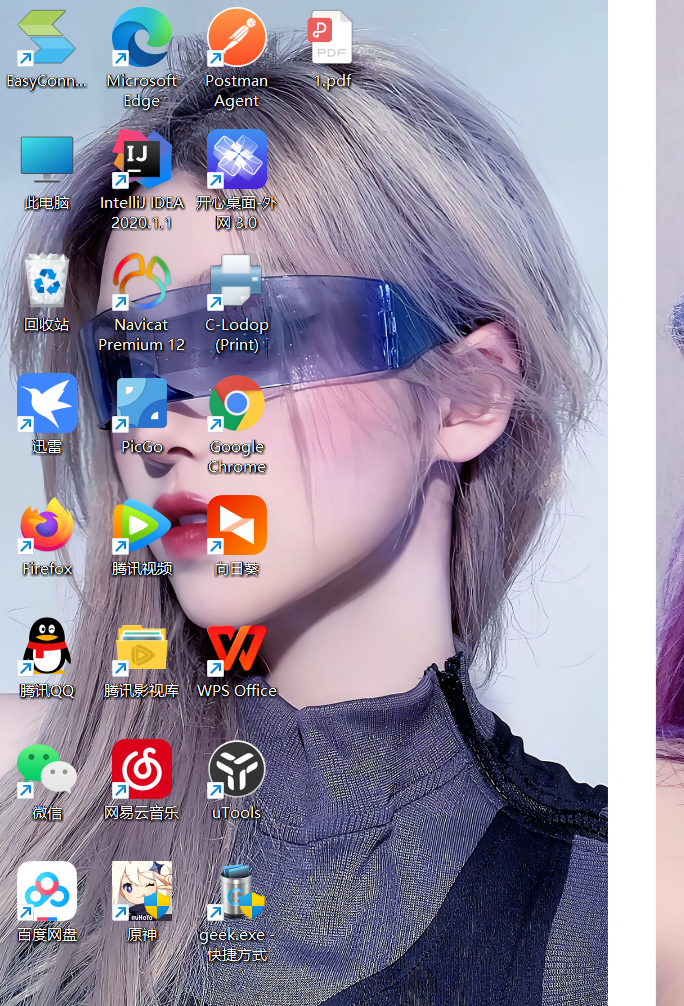 EasyConn...
Microsoft
Edge
Postman
Agent
PDF
1.pdf
此电脑
IJ
IntelliJ IDEA
2020.1.1
开心桌面-外
网 3.0
回收站
Navicat
Premium 12
C-Lodop
(Print)
迅雷
PicGo
Google
Chrome
Firefox
腾讯视频
向日葵
腾讯QQ
腾讯影视库
WPS Office
微信
网易云音乐
uTools
百度网盘
miHoYo
原神
geek.exe -
快捷方式